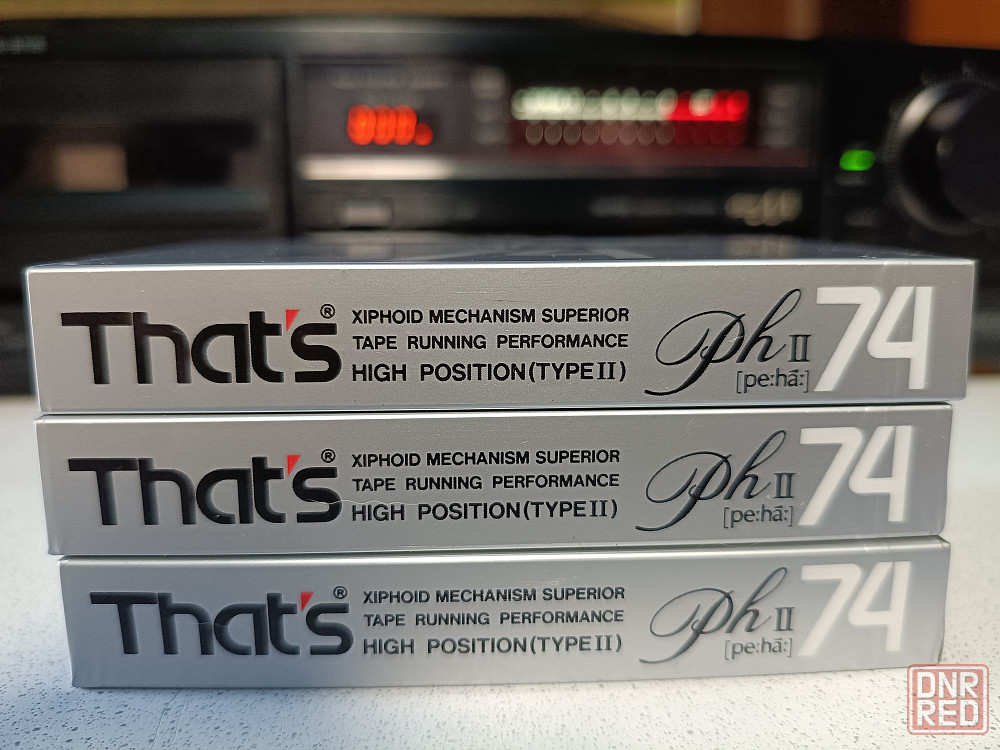 That's®
XIPHOID MECHANISM SUPERIOR
TAPE RUNNING PERFORMANCE
HIGH POSITION (TYPE II)
Ph II
[pe:hā:]
74
That's®
XIPHOID MECHANISM SUPERIOR
TAPE RUNNING PERFORMANCE
HIGH POSITION (TYPE II)
Ph II
[pe:hā:]
74
That's®
XIPHOID MECHANISM SUPERIOR
TAPE RUNNING PERFORMANCE
HIGH POSITION (TYPE II)
Ph II
[pe:hā:]
74
DNR
RED